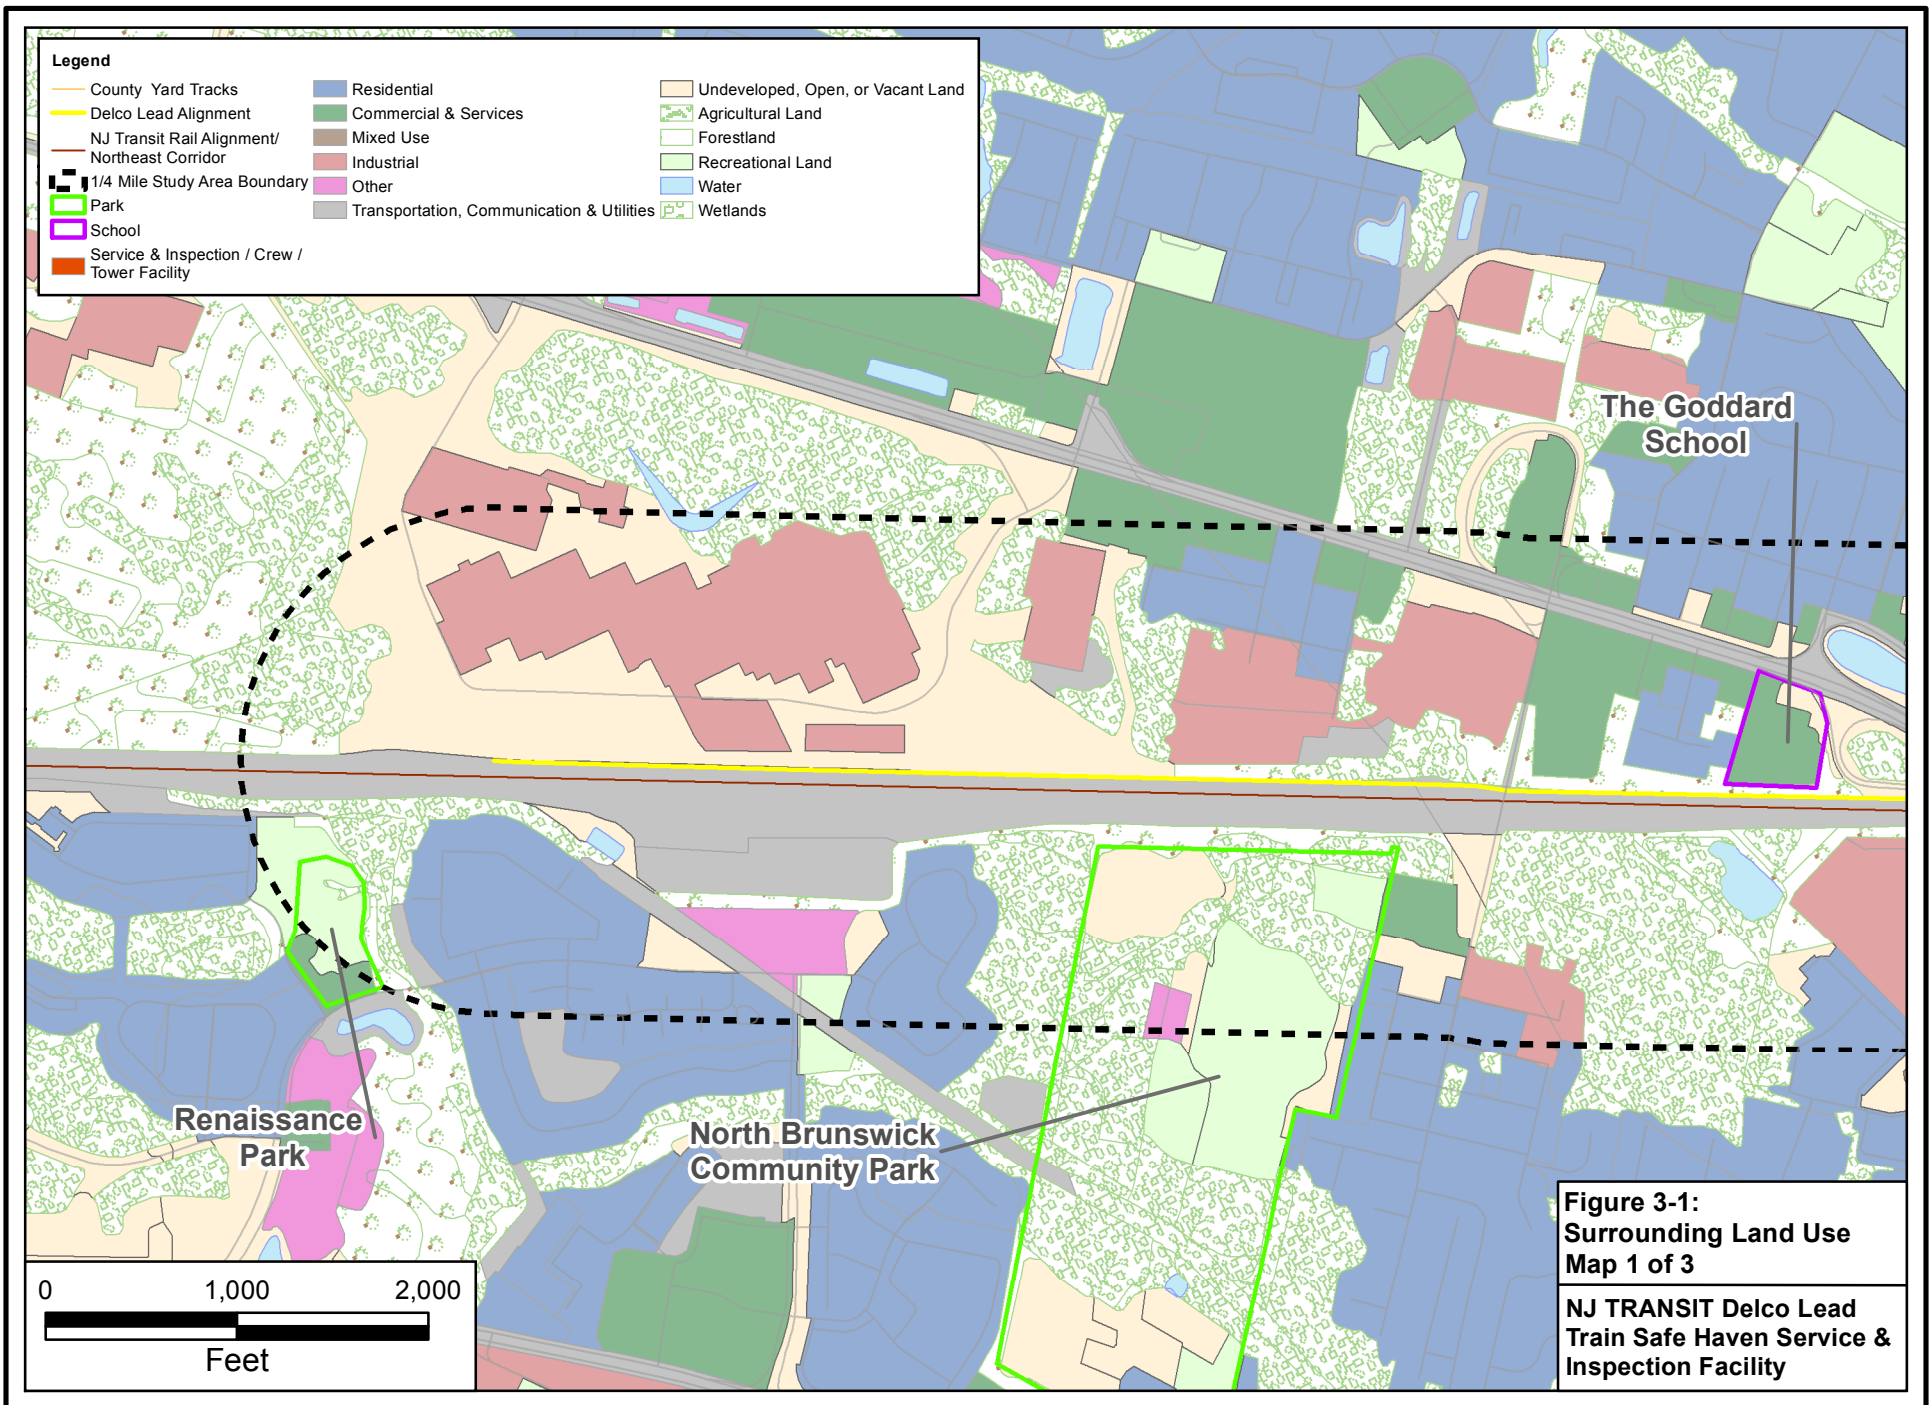 Legend
County Yard Tracks
Delco Lead Alignment
NJ Transit Rail Alignment/
Northeast Corridor
1/4 Mile Study Area Boundary
Park
School
Service & Inspection / Crew /
Tower Facility
Residential
Commercial & Services
Mixed Use
Industrial
Other
Transportation, Communication & Utilities
Undeveloped, Open, or Vacant Land
Agricultural Land
Forestland
Recreational Land
Water
Wetlands
The Goddard
School
Renaissance
Park
North Brunswick
Community Park
0 1,000 2,000
Feet
Figure 3-1:
Surrounding Land Use
Map 1 of 3
NJ TRANSIT Delco Lead
Train Safe Haven Service &
Inspection Facility